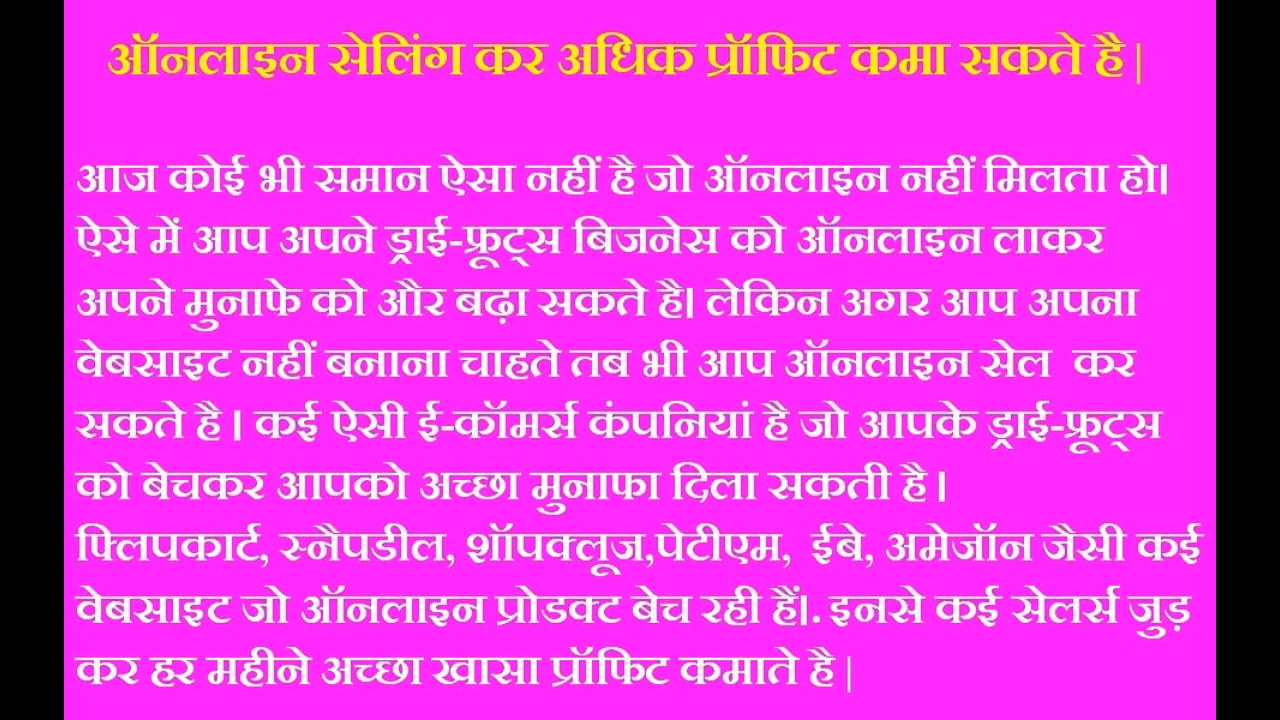 ऑनलाइन सेलिंग कर अधिक प्रॉफिट कमा सकते है |
आज कोई भी समान ऐसा नहीं है जो ऑनलाइन नहीं मिलता हो।
ऐसे में आप अपने ड्राई-फ्रूट्स बिजनेस को ऑनलाइन लाकर
अपने मुनाफे को और बढ़ा सकते है। लेकिन अगर आप अपना
वेबसाइट नहीं बनाना चाहते तब भी आप ऑनलाइन सेल कर
सकते है । कई ऐसी ई-कॉमर्स कंपनियां है जो आपके ड्राई-फ्रूट्स
को बेचकर आपको अच्छा मुनाफा दिला सकती है ।
फ्लिपकार्ट, स्नैपडील, शॉपक्लूज,पेटीएम, ईबे, अमेजॉन जैसी कई
वेबसाइट जो ऑनलाइन प्रोडक्ट बेच रही हैं।. इनसे कई सेलर्स जुड़
कर हर महीने अच्छा खासा प्रॉफिट कमाते है |